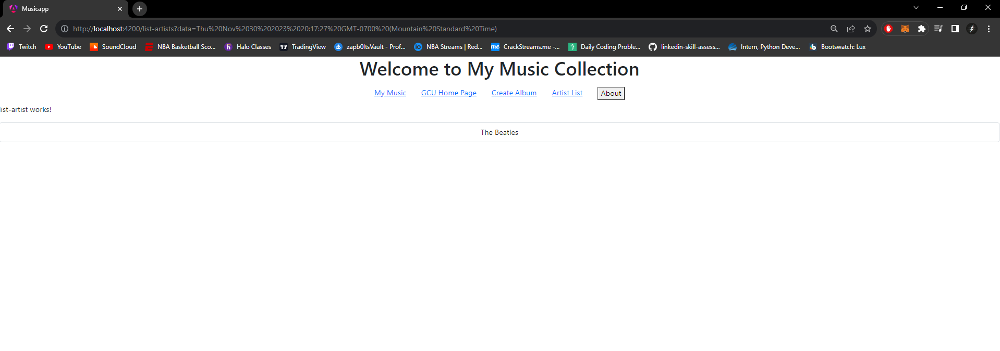 Musicapp
http://localhost:4200/list-artists?data=Thu%20Nov%2030%202023%2020:17:27%20GMT-0700%20(Mountain%20Standard%20Time)
Twitch YouTube SoundCloud NBA Basketball Sco... Halo Classes TradingView zapb0ltsVault - Prof... NBA Streams | Red... me CrackStreams.me -... Daily Coding Proble... linkedin-skill-assess... Intern, Python Deve... Bootswatch: Lux
Welcome to My Music Collection
My Music GCU Home Page Create Album Artist List About
list-artist works!
The Beatles